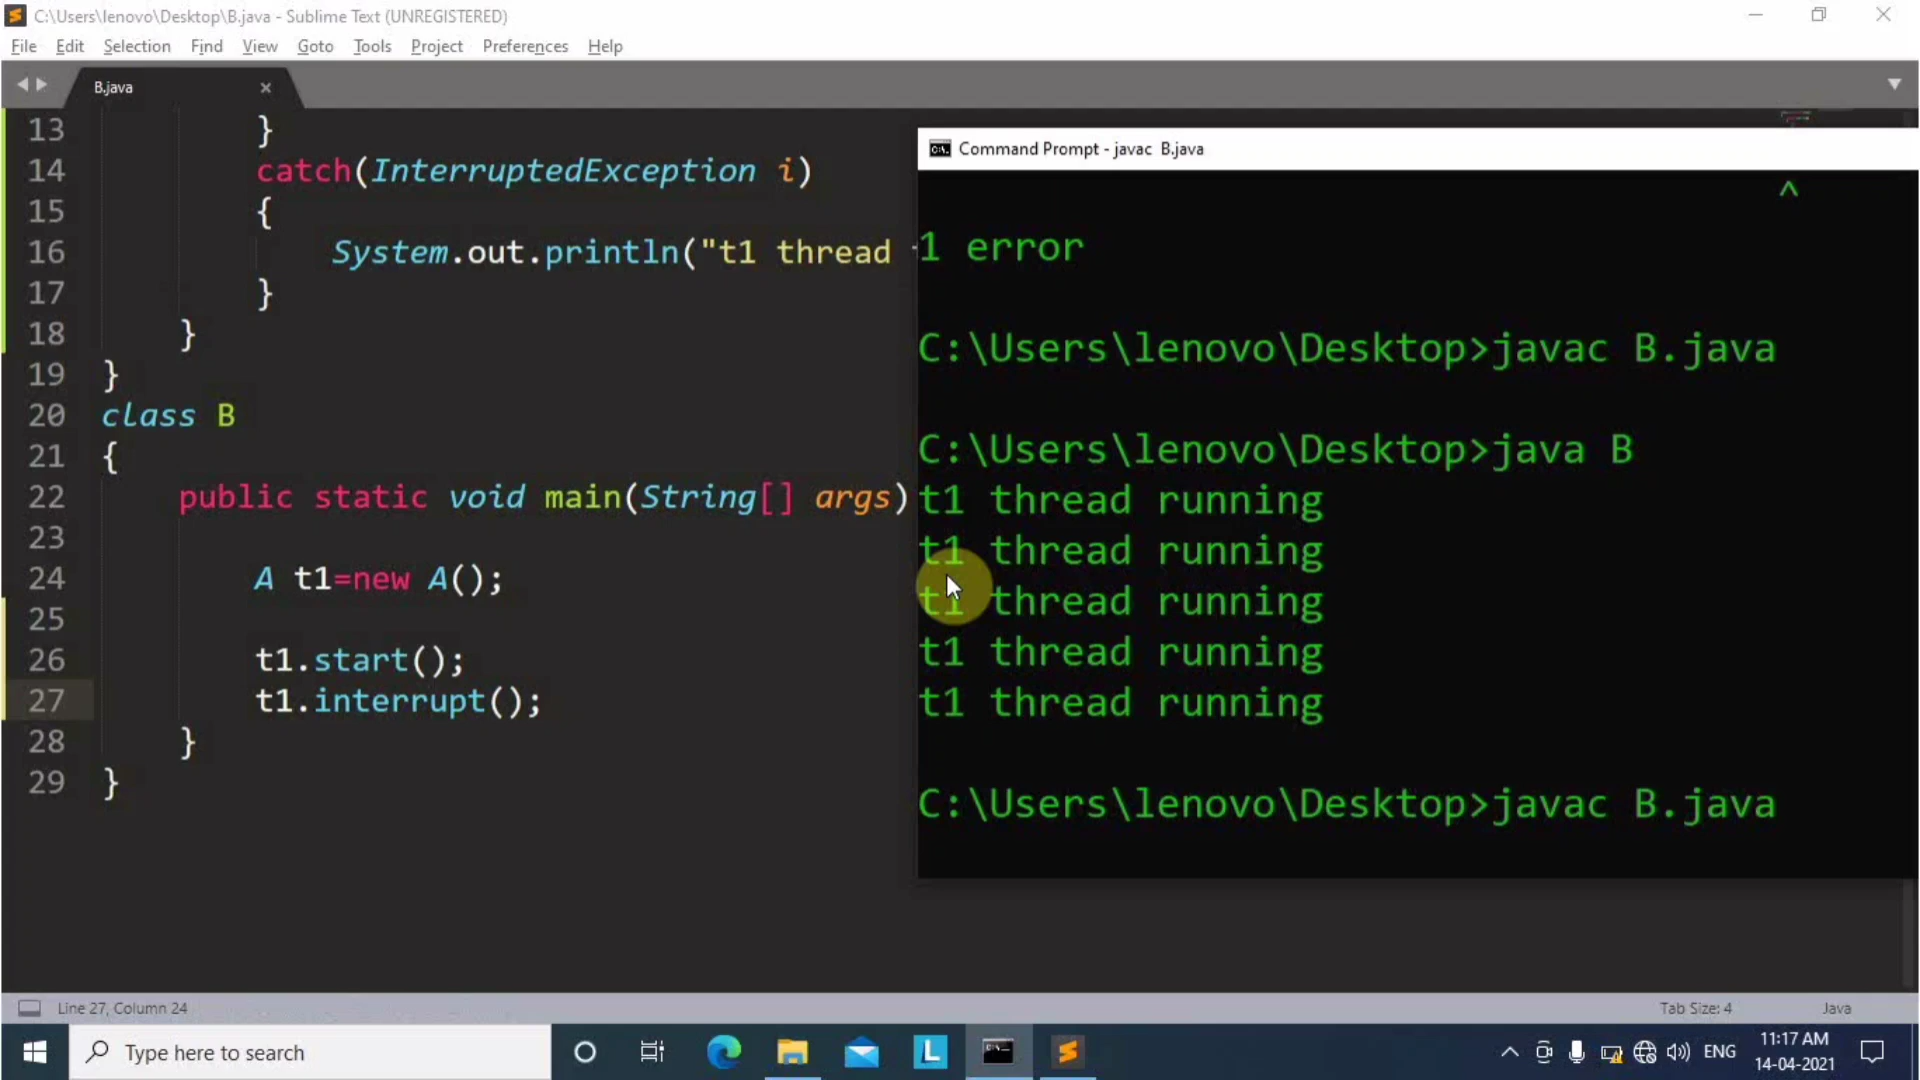 C:\Users\lenovo\Desktop\B.java - Sublime Text (UNREGISTERED)
File Edit Selection Find View Goto Tools Project Preferences Help
B.java
13 }
14 catch(InterruptedException i)
15 {
16 System.out.println("t1 thread
17 }
18 }
19 }
20 class B
21 {
22 public static void main(String[] args)
23
24 A t1=new A();
25
26 t1.start();
27 t1.interrupt();
28 }
29 }
Command Prompt - javac B.java
^
1 error
C:\Users\lenovo\Desktop>javac B.java
C:\Users\lenovo\Desktop>java B
t1 thread running
t1 thread running
t1 thread running
t1 thread running
t1 thread running
C:\Users\lenovo\Desktop>javac B.java
Line 27, Column 24
Tab Size: 4
Java
Type here to search
ENG
11:17 AM
14-04-2021